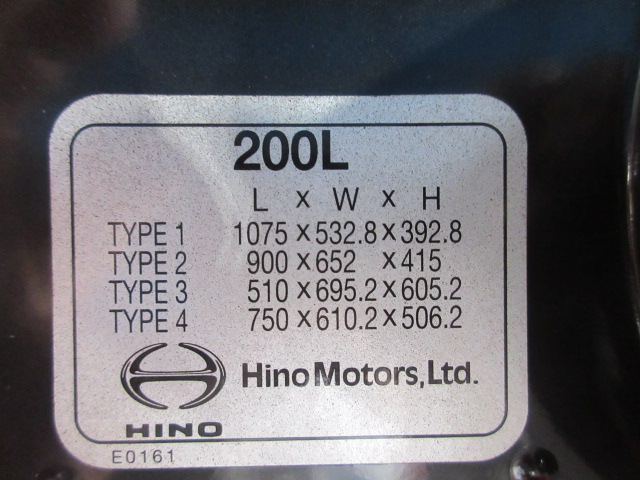 200L
L x W x H
TYPE 1 1075 x 532.8 x 392.8
TYPE 2 900 x 652 x 415
TYPE 3 510 x 695.2 x 605.2
TYPE 4 750 x 610.2 x 506.2
Hino Motors, Ltd.
HINO
E0161